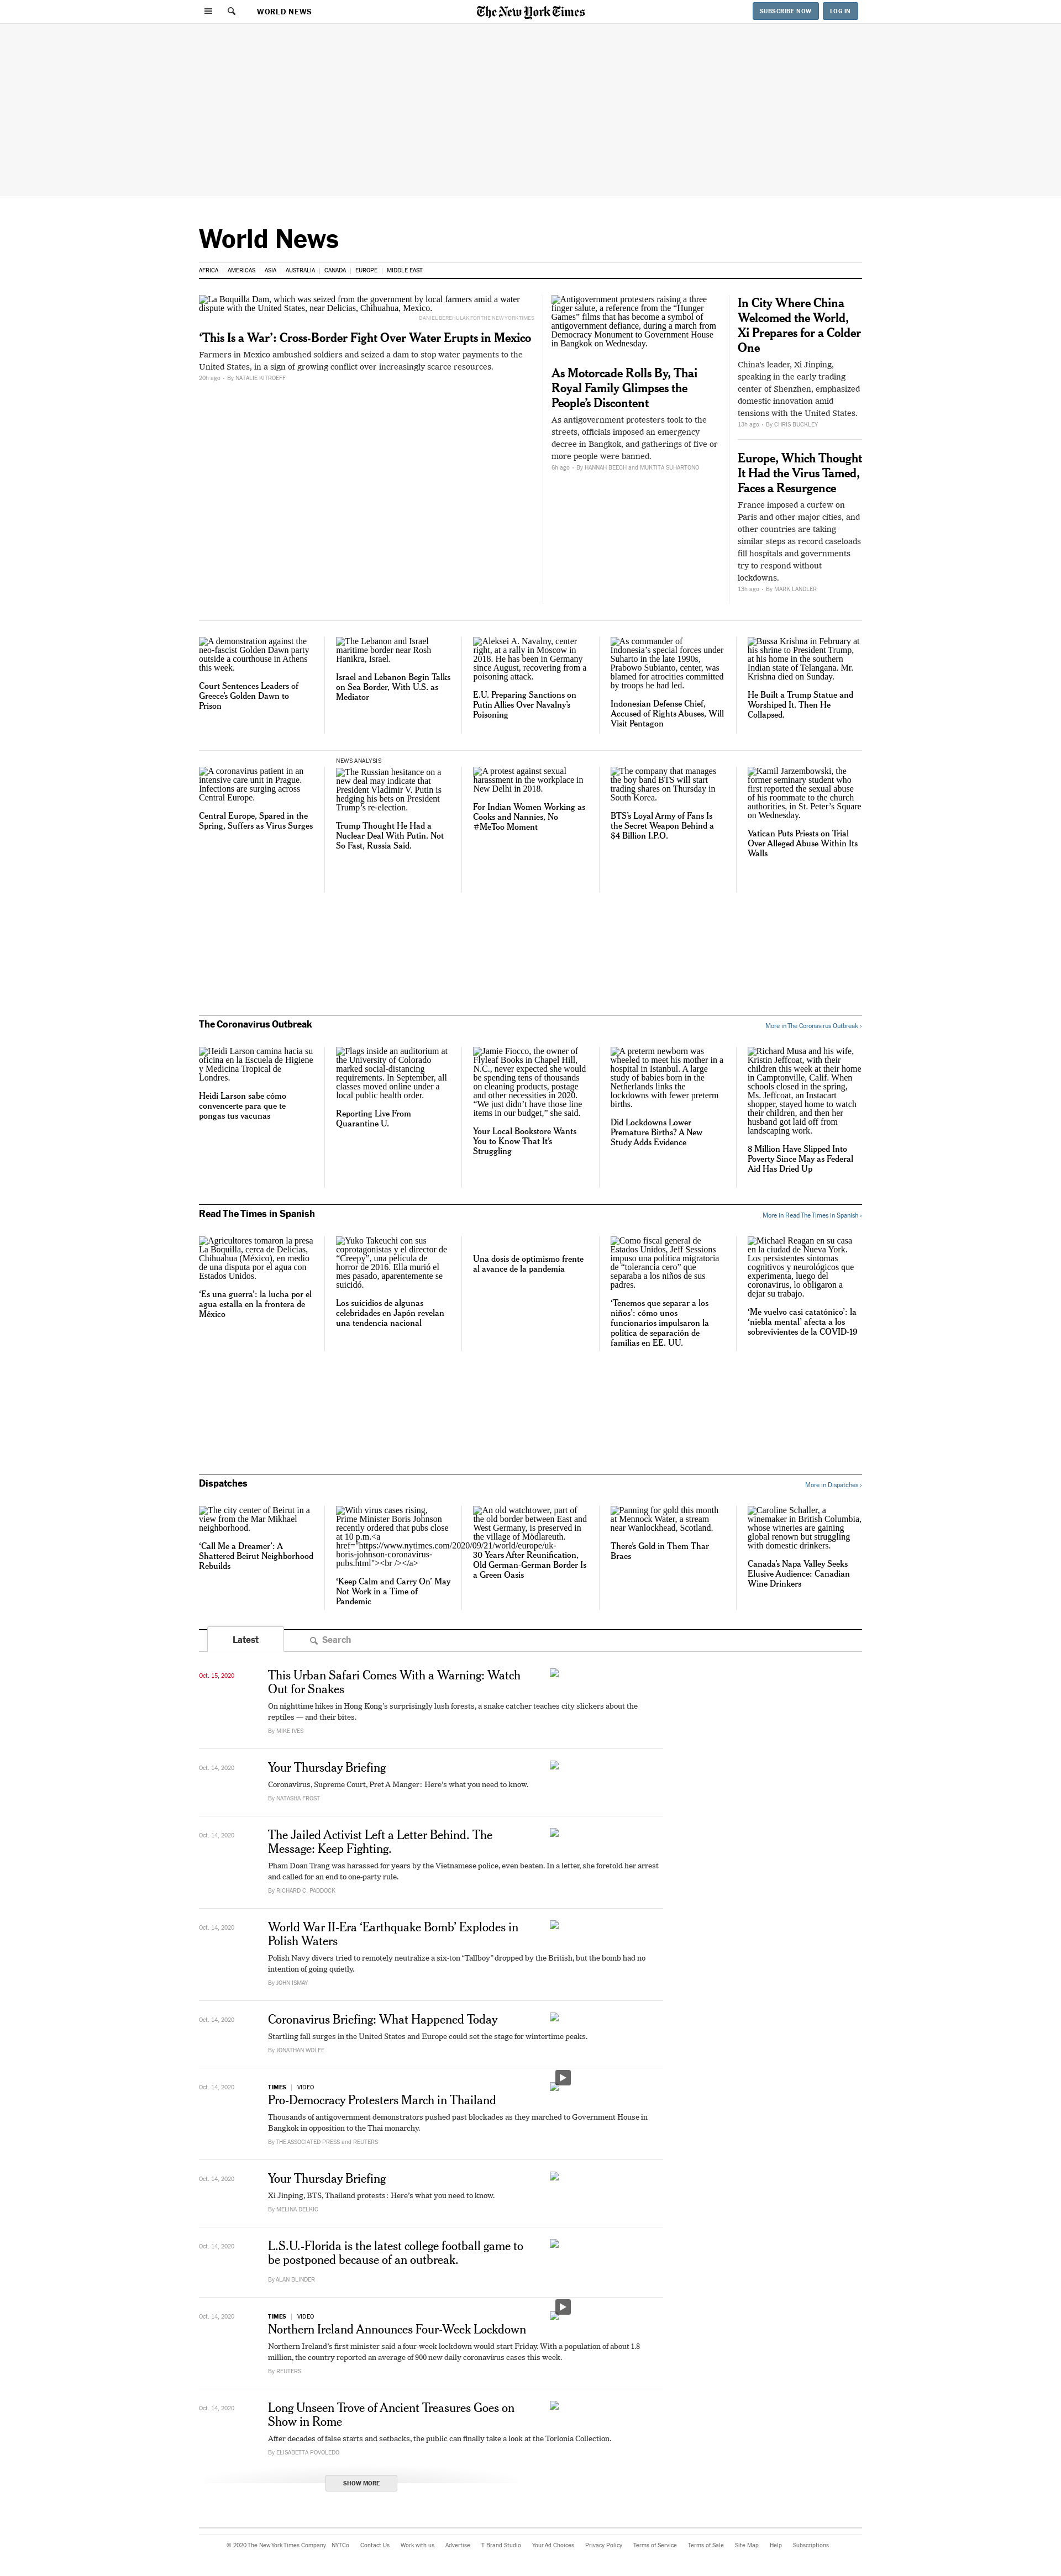 WORLD NEWS
The New York Times
SUBSCRIBE NOW
LOG IN
World News
AFRICA
AMERICAS
ASIA
AUSTRALIA
CANADA
EUROPE
MIDDLE EAST
La Boquilla Dam, which was seized from the government by local farmers amid a water
dispute with the United States, near Delicias, Chihuahua, Mexico.
DANIEL BEREHULAK FOR THE NEW YORK TIMES
‘This Is a War’: Cross-Border Fight Over Water Erupts in Mexico
Farmers in Mexico ambushed soldiers and seized a dam to stop water payments to the
United States, in a sign of growing conflict over increasingly scarce resources.
20h ago - By NATALIE KITROEFF
Antigovernment protesters raising a three
finger salute, a reference from the “Hunger
Games” films that has become a symbol of
antigovernment defiance, during a march from
Democracy Monument to Government House
in Bangkok on Wednesday.
As Motorcade Rolls By, Thai
Royal Family Glimpses the
People’s Discontent
As antigovernment protesters took to the
streets, officials imposed an emergency
decree in Bangkok, and gatherings of five or
more people were banned.
6h ago - By HANNAH BEECH and MUKTITA SUHARTONO
In City Where China
Welcomed the World,
Xi Prepares for a Colder
One
China’s leader, Xi Jinping,
speaking in the early trading
center of Shenzhen, emphasized
domestic innovation amid
tensions with the United States.
13h ago - By CHRIS BUCKLEY
Europe, Which Thought
It Had the Virus Tamed,
Faces a Resurgence
France imposed a curfew on
Paris and other major cities, and
other countries are taking
similar steps as record caseloads
fill hospitals and governments
try to respond without
lockdowns.
13h ago - By MARK LANDLER
A demonstration against the
neo-fascist Golden Dawn party
outside a courthouse in Athens
this week.
Court Sentences Leaders of
Greece’s Golden Dawn to
Prison
The Lebanon and Israel
maritime border near Rosh
Hanikra, Israel.
Israel and Lebanon Begin Talks
on Sea Border, With U.S. as
Mediator
Aleksei A. Navalny, center
right, at a rally in Moscow in
2018. He has been in Germany
since August, recovering from a
poisoning attack.
E.U. Preparing Sanctions on
Putin Allies Over Navalny’s
Poisoning
As commander of
Indonesia’s special forces under
Suharto in the late 1990s,
Prabowo Subianto, center, was
blamed for atrocities committed
by troops he had led.
Indonesian Defense Chief,
Accused of Rights Abuses, Will
Visit Pentagon
Bussa Krishna in February at
his shrine to President Trump,
at his home in the southern
Indian state of Telangana. Mr.
Krishna died on Sunday.
He Built a Trump Statue and
Worshiped It. Then He
Collapsed.
A coronavirus patient in an
intensive care unit in Prague.
Infections are surging across
Central Europe.
Central Europe, Spared in the
Spring, Suffers as Virus Surges
NEWS ANALYSIS
The Russian hesitance on a
new deal may indicate that
President Vladimir V. Putin is
hedging his bets on President
Trump’s re-election.
Trump Thought He Had a
Nuclear Deal With Putin. Not
So Fast, Russia Said.
A protest against sexual
harassment in the workplace in
New Delhi in 2018.
For Indian Women Working as
Cooks and Nannies, No
#MeToo Moment
The company that manages
the boy band BTS will start
trading shares on Thursday in
South Korea.
BTS’s Loyal Army of Fans Is
the Secret Weapon Behind a
$4 Billion I.P.O.
Kamil Jarzembowski, the
former seminary student who
first reported the sexual abuse
of his roommate to the church
authorities, in St. Peter’s Square
on Wednesday.
Vatican Puts Priests on Trial
Over Alleged Abuse Within Its
Walls
The Coronavirus Outbreak
More in The Coronavirus Outbreak ›
Heidi Larson camina hacia su
oficina en la Escuela de Higiene
y Medicina Tropical de
Londres.
Heidi Larson sabe cómo
convencerte para que te
pongas tus vacunas
Flags inside an auditorium at
the University of Colorado
marked social-distancing
requirements. In September, all
classes moved online under a
local public health order.
Reporting Live From
Quarantine U.
Jamie Fiocco, the owner of
Flyleaf Books in Chapel Hill,
N.C., never expected she would
be spending tens of thousands
on cleaning products, postage
and other necessities in 2020.
“We just didn’t have those line
items in our budget,” she said.
Your Local Bookstore Wants
You to Know That It’s
Struggling
A preterm newborn was
wheeled to meet his mother in a
hospital in Istanbul. A large
study of babies born in the
Netherlands links the
lockdowns with fewer preterm
births.
Did Lockdowns Lower
Premature Births? A New
Study Adds Evidence
Richard Musa and his wife,
Kristin Jeffcoat, with their
children this week at their home
in Camptonville, Calif. When
schools closed in the spring,
Ms. Jeffcoat, an Instacart
shopper, stayed home to watch
their children, and then her
husband got laid off from
landscaping work.
8 Million Have Slipped Into
Poverty Since May as Federal
Aid Has Dried Up
Read The Times in Spanish
More in Read The Times in Spanish ›
Agricultores tomaron la presa
La Boquilla, cerca de Delicias,
Chihuahua (México), en medio
de una disputa por el agua con
Estados Unidos.
‘Es una guerra’: la lucha por el
agua estalla en la frontera de
México
Yuko Takeuchi con sus
coprotagonistas y el director de
“Creepy”, una película de
horror de 2016. Ella murió el
mes pasado, aparentemente se
suicidó.
Los suicidios de algunas
celebridades en Japón revelan
una tendencia nacional
Una dosis de optimismo frente
al avance de la pandemia
Como fiscal general de
Estados Unidos, Jeff Sessions
impuso una política migratoria
de “tolerancia cero” que
separaba a los niños de sus
padres.
‘Tenemos que separar a los
niños’: cómo unos
funcionarios impulsaron la
política de separación de
familias en EE. UU.
Michael Reagan en su casa
en la ciudad de Nueva York.
Los persistentes síntomas
cognitivos y neurológicos que
experimenta, luego del
coronavirus, lo obligaron a
dejar su trabajo.
‘Me vuelvo casi catatónico’: la
‘niebla mental’ afecta a los
sobrevivientes de la COVID-19
Dispatches
More in Dispatches ›
The city center of Beirut in a
view from the Mar Mikhael
neighborhood.
‘Call Me a Dreamer’: A
Shattered Beirut Neighborhood
Rebuilds
With virus cases rising,
Prime Minister Boris Johnson
recently ordered that pubs close
at 10 p.m.<a
href="https://www.nytimes.com/2020/09/21/world/europe/uk-
boris-johnson-coronavirus-
pubs.html"><br /></a>
‘Keep Calm and Carry On’ May
Not Work in a Time of
Pandemic
An old watchtower, part of
the old border between East and
West Germany, is preserved in
the village of Mödlareuth.
30 Years After Reunification,
Old German-German Border Is
a Green Oasis
Panning for gold this month
at Mennock Water, a stream
near Wanlockhead, Scotland.
There’s Gold in Them Thar
Braes
Caroline Schaller, a
winemaker in British Columbia,
whose wineries are gaining
global renown but struggling
with domestic drinkers.
Canada’s Napa Valley Seeks
Elusive Audience: Canadian
Wine Drinkers
Latest
Search
Oct. 15, 2020
This Urban Safari Comes With a Warning: Watch
Out for Snakes
On nighttime hikes in Hong Kong’s surprisingly lush forests, a snake catcher teaches city slickers about the
reptiles — and their bites.
By MIKE IVES
Oct. 14, 2020
Your Thursday Briefing
Coronavirus, Supreme Court, Pret A Manger: Here’s what you need to know.
By NATASHA FROST
Oct. 14, 2020
The Jailed Activist Left a Letter Behind. The
Message: Keep Fighting.
Pham Doan Trang was harassed for years by the Vietnamese police, even beaten. In a letter, she foretold her arrest
and called for an end to one-party rule.
By RICHARD C. PADDOCK
Oct. 14, 2020
World War II-Era ‘Earthquake Bomb’ Explodes in
Polish Waters
Polish Navy divers tried to remotely neutralize a six-ton “Tallboy” dropped by the British, but the bomb had no
intention of going quietly.
By JOHN ISMAY
Oct. 14, 2020
Coronavirus Briefing: What Happened Today
Startling fall surges in the United States and Europe could set the stage for wintertime peaks.
By JONATHAN WOLFE
Oct. 14, 2020
TIMES | VIDEO
Pro-Democracy Protesters March in Thailand
Thousands of antigovernment demonstrators pushed past blockades as they marched to Government House in
Bangkok in opposition to the Thai monarchy.
By THE ASSOCIATED PRESS and REUTERS
Oct. 14, 2020
Your Thursday Briefing
Xi Jinping, BTS, Thailand protests: Here’s what you need to know.
By MELINA DELKIC
Oct. 14, 2020
L.S.U.-Florida is the latest college football game to
be postponed because of an outbreak.
By ALAN BLINDER
Oct. 14, 2020
TIMES | VIDEO
Northern Ireland Announces Four-Week Lockdown
Northern Ireland’s first minister said a four-week lockdown would start Friday. With a population of about 1.8
million, the country reported an average of 900 new daily coronavirus cases this week.
By REUTERS
Oct. 14, 2020
Long Unseen Trove of Ancient Treasures Goes on
Show in Rome
After decades of false starts and setbacks, the public can finally take a look at the Torlonia Collection.
By ELISABETTA POVOLEDO
SHOW MORE
© 2020 The New York Times Company
NYTCo
Contact Us
Work with us
Advertise
T Brand Studio
Your Ad Choices
Privacy Policy
Terms of Service
Terms of Sale
Site Map
Help
Subscriptions